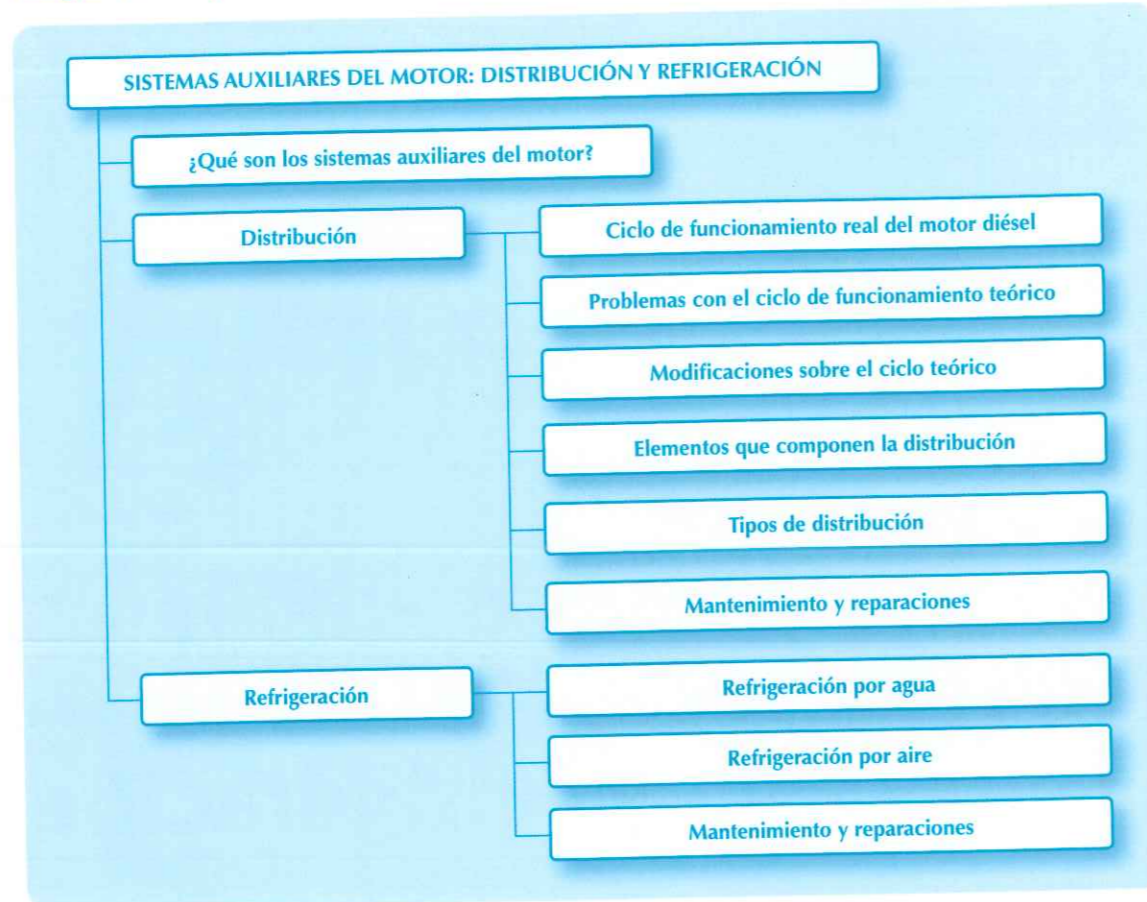 SISTEMAS AUXILIARES DEL MOTOR: DISTRIBUCIÓN Y REFRIGERACIÓN
¿Qué son los sistemas auxiliares del motor?
Distribución
Ciclo de funcionamiento real del motor diésel
Problemas con el ciclo de funcionamiento teórico
Modificaciones sobre el ciclo teórico
Elementos que componen la distribución
Tipos de distribución
Mantenimiento y reparaciones
Refrigeración
Refrigeración por agua
Refrigeración por aire
Mantenimiento y reparaciones